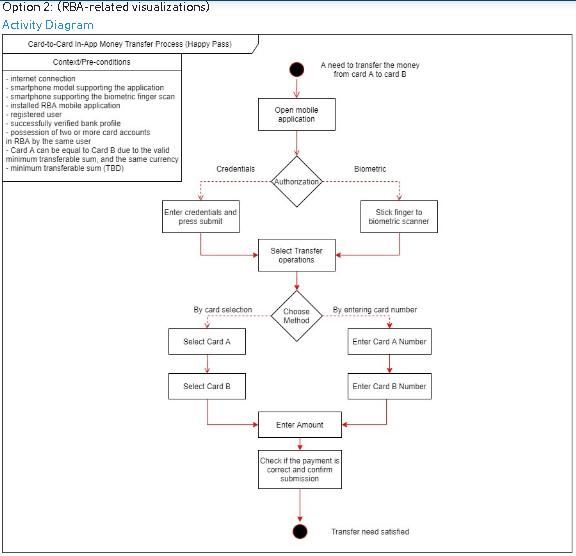 Option 2: (RBA-related visualizations)
Activity Diagram
Card-to-Card In-App Money Transfer Process (Happy Pass)
Context/Pre-conditions
- internet connection
- smartphone model supporting the application
- smartphone supporting the biometric finger scan
- installed RBA mobile application
- registered user
- successfully verified bank profile
- possession of two or more card accounts
in RBA by the same user
- Card A can be equal to Card B due to the valid
minimum transferable sum, and the same currency
- minimum transferable sum (TBD)
A need to transfer the money
from card A to card B
Open mobile
application
Credentials
Biometric
Authorization
Enter credentials and
press submit
Stick finger to
biometric scanner
Select Transfer
operations
By card selection
By entering card number
Choose
Method
Select Card A
Enter Card A Number
Select Card B
Enter Card B Number
Enter Amount
Check if the payment is
correct and confirm
submission
Transfer need satisfied